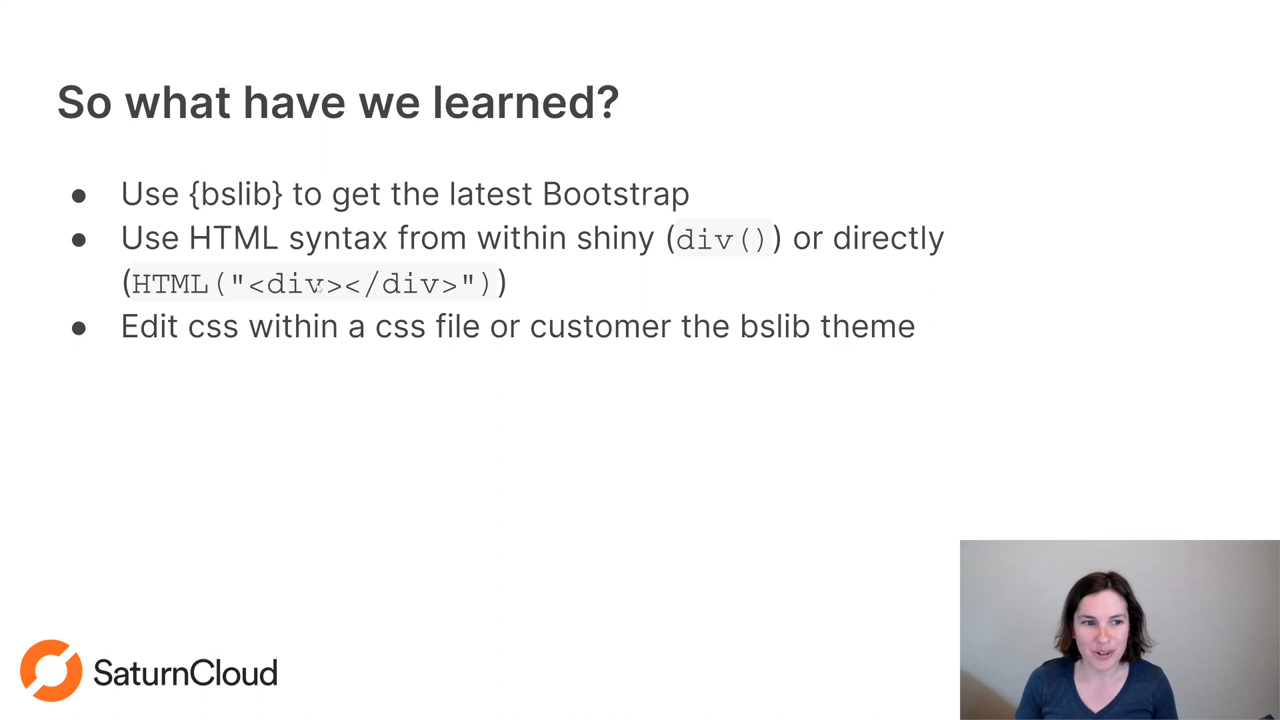 So what have we learned?
● Use {bslib} to get the latest Bootstrap
● Use HTML syntax from within shiny (div()) or directly
(HTML("<div></div>"))
● Edit css within a css file or customer the bslib theme
SaturnCloud